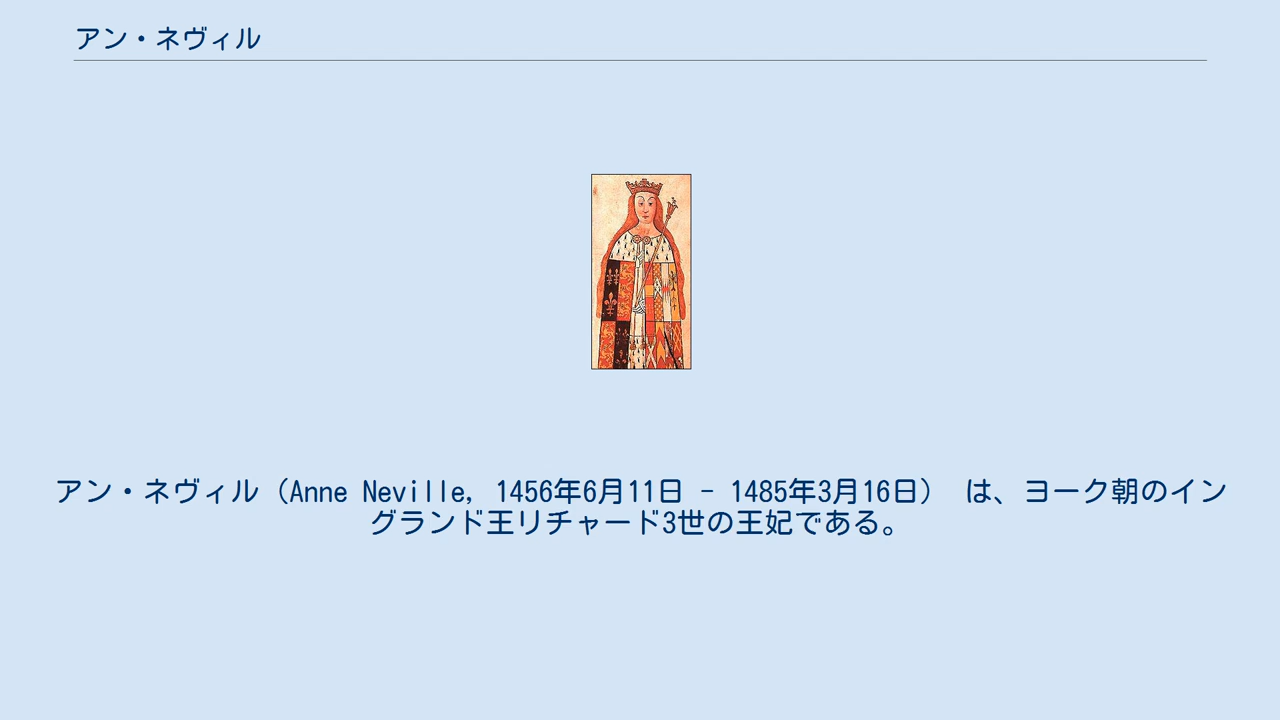 アン・ネヴィル
アン・ネヴィル（Anne Neville, 1456年6月11日 - 1485年3月16日） は、ヨーク朝のイン
グランド王リチャード3世の王妃である。